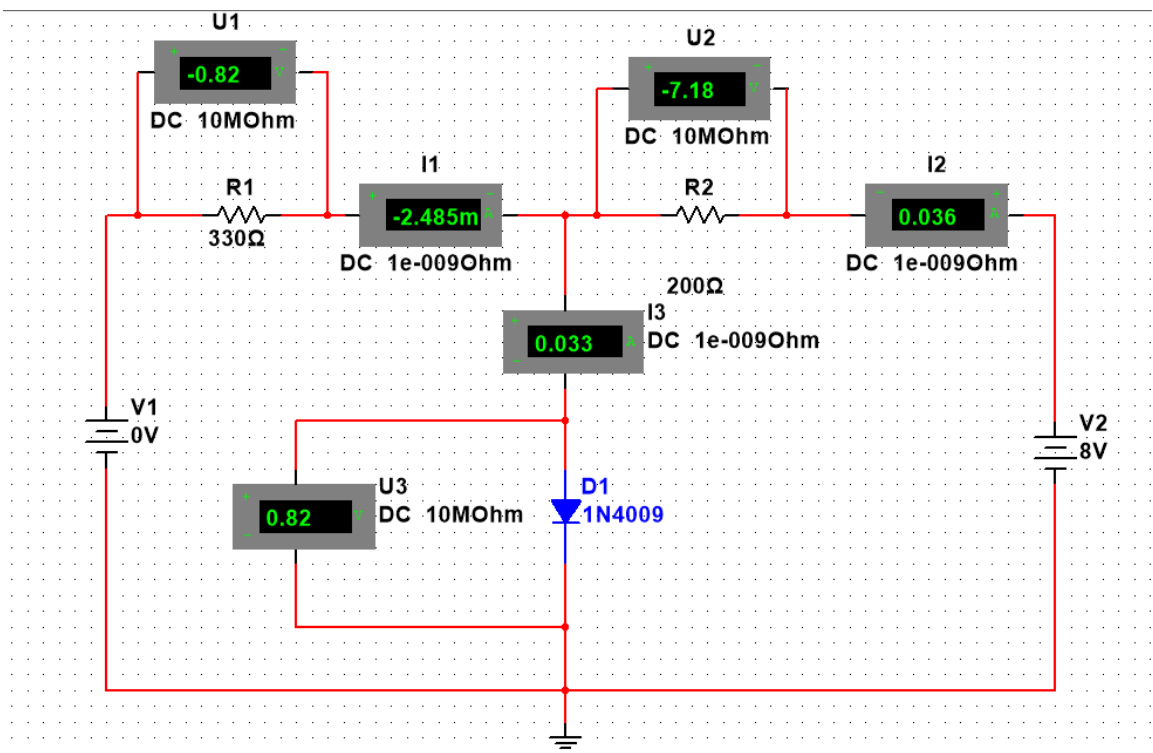 U1
+ −
-0.82 V
DC 10MOhm
U2
+ −
-7.18 V
DC 10MOhm
R1
330Ω
I1
+ −
-2.485m A
DC 1e-009Ohm
R2
200Ω
I2
− +
0.036 A
DC 1e-009Ohm
I3
+
0.033 A
−
DC 1e-009Ohm
V1
0V
U3
+
0.82 V
−
DC 10MOhm
D1
1N4009
V2
8V